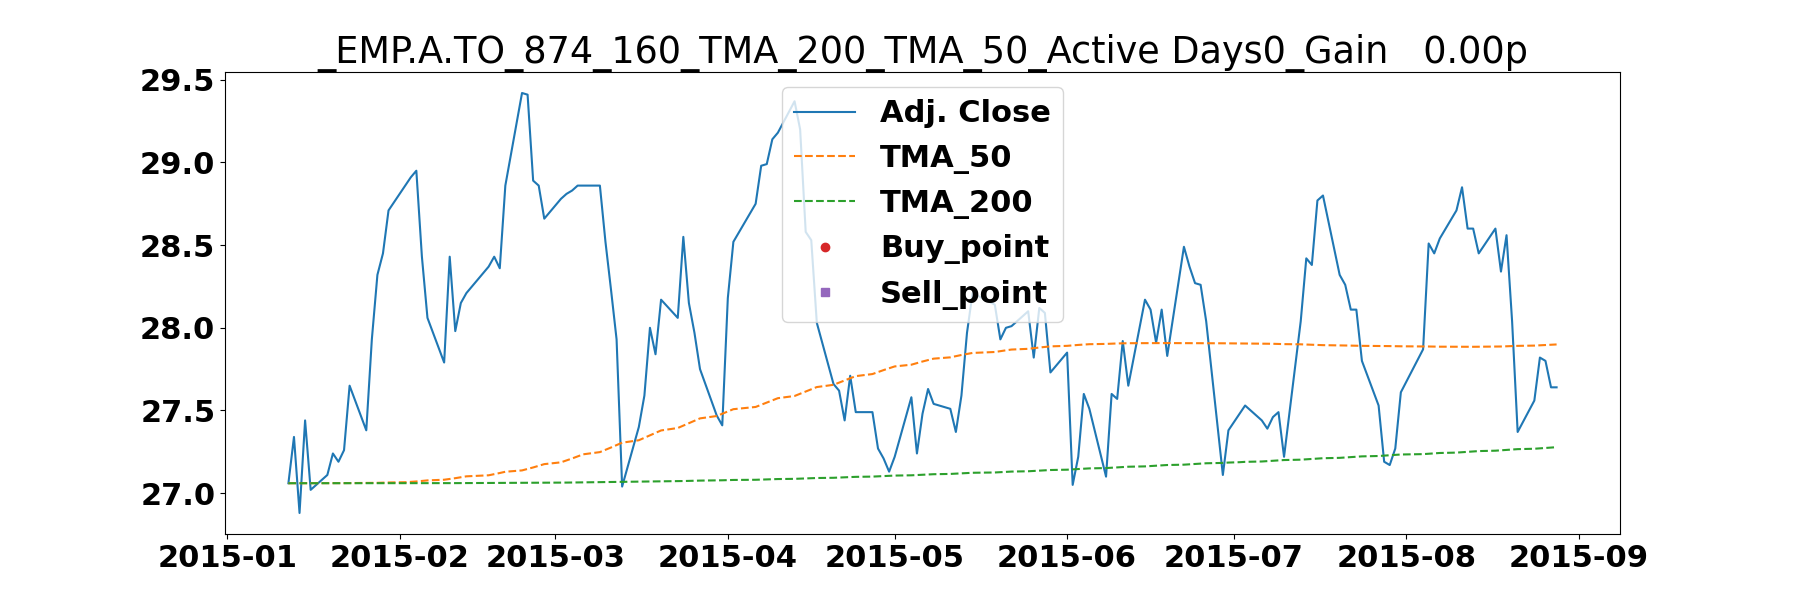 _EMP.A.TO_874_160_TMA_200_TMA_50_Active Days0_Gain   0.00p
29.5
29.0
28.5
28.0
27.5
27.0
Adj. Close
TMA_50
TMA_200
Buy_point
Sell_point
2015-01 2015-02 2015-03 2015-04 2015-05 2015-06 2015-07 2015-08 2015-09